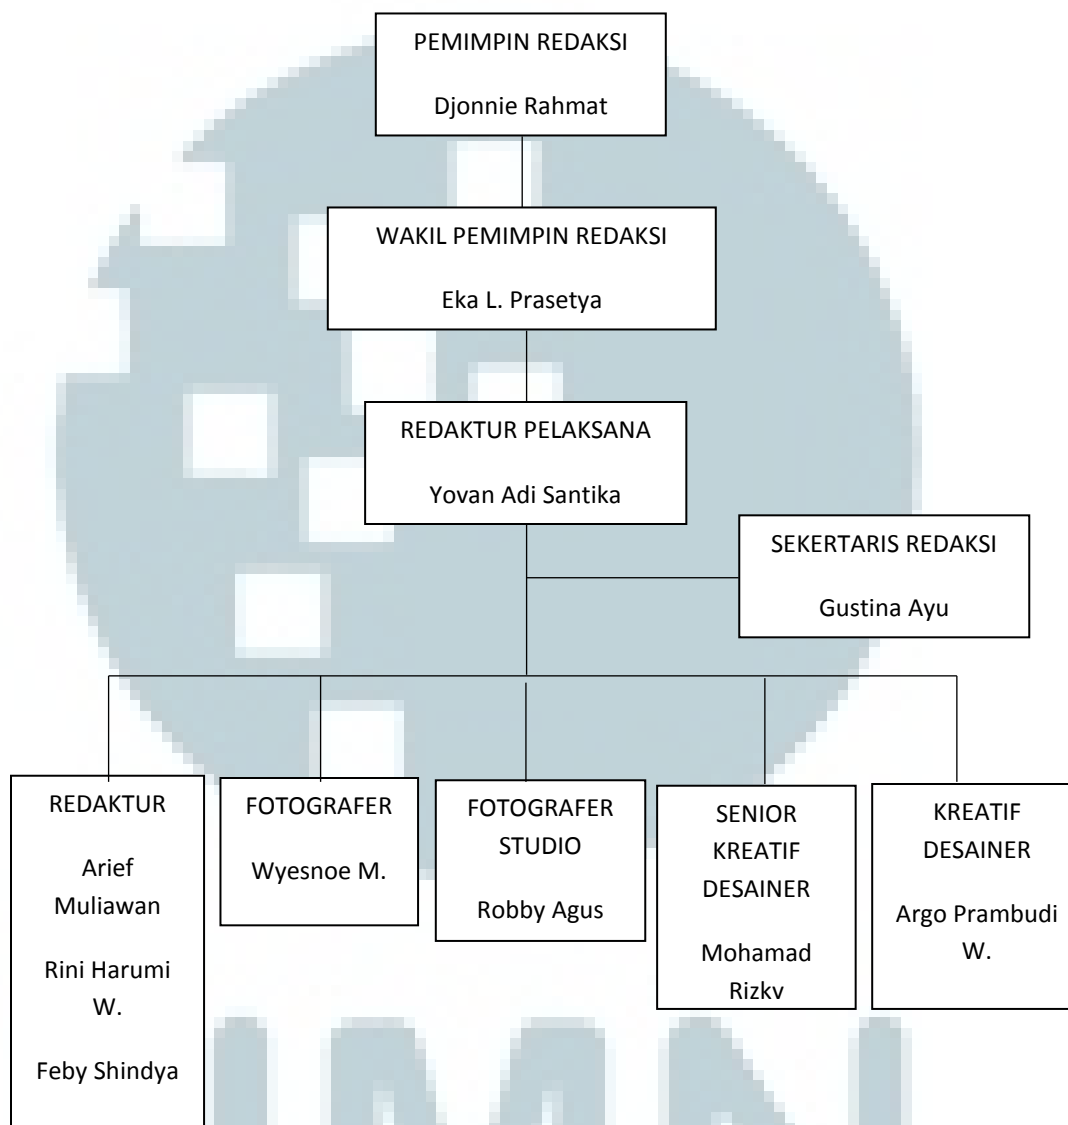 PEMIMPIN REDAKSI
Djonnie Rahmat
WAKIL PEMIMPIN REDAKSI
Eka L. Prasetya
REDAKTUR PELAKSANA
Yovan Adi Santika
SEKERTARIS REDAKSI
Gustina Ayu
REDAKTUR
Arief
Muliawan
Rini Harumi
W.
Feby Shindya
FOTOGRAFER
Wyesnoe M.
FOTOGRAFER
STUDIO
Robby Agus
SENIOR
KREATIF
DESAINER
Mohamad
Rizky
KREATIF
DESAINER
Argo Prambudi
W.
UMN